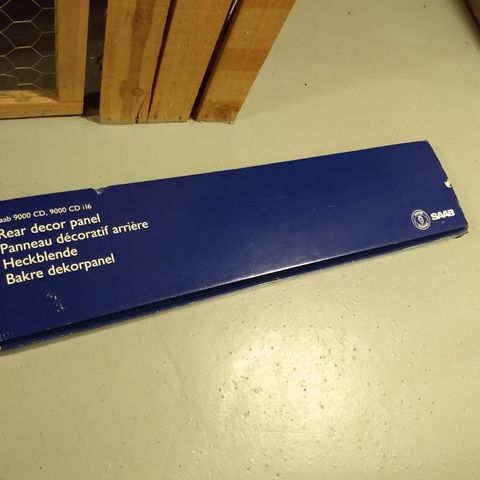 aab 9000 CD, 9000 CD i16
Rear decor panel
Panneau décoratif arrière
Heckblende
Bakre dekorpanel
SAAB